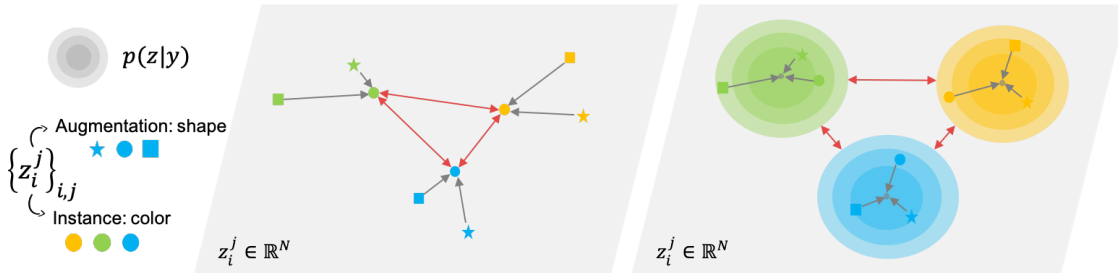 p(z|y)
Augmentation: shape
{z_i^j}_{i,j}
Instance: color
z_i^j ∈ ℝ^N
z_i^j ∈ ℝ^N